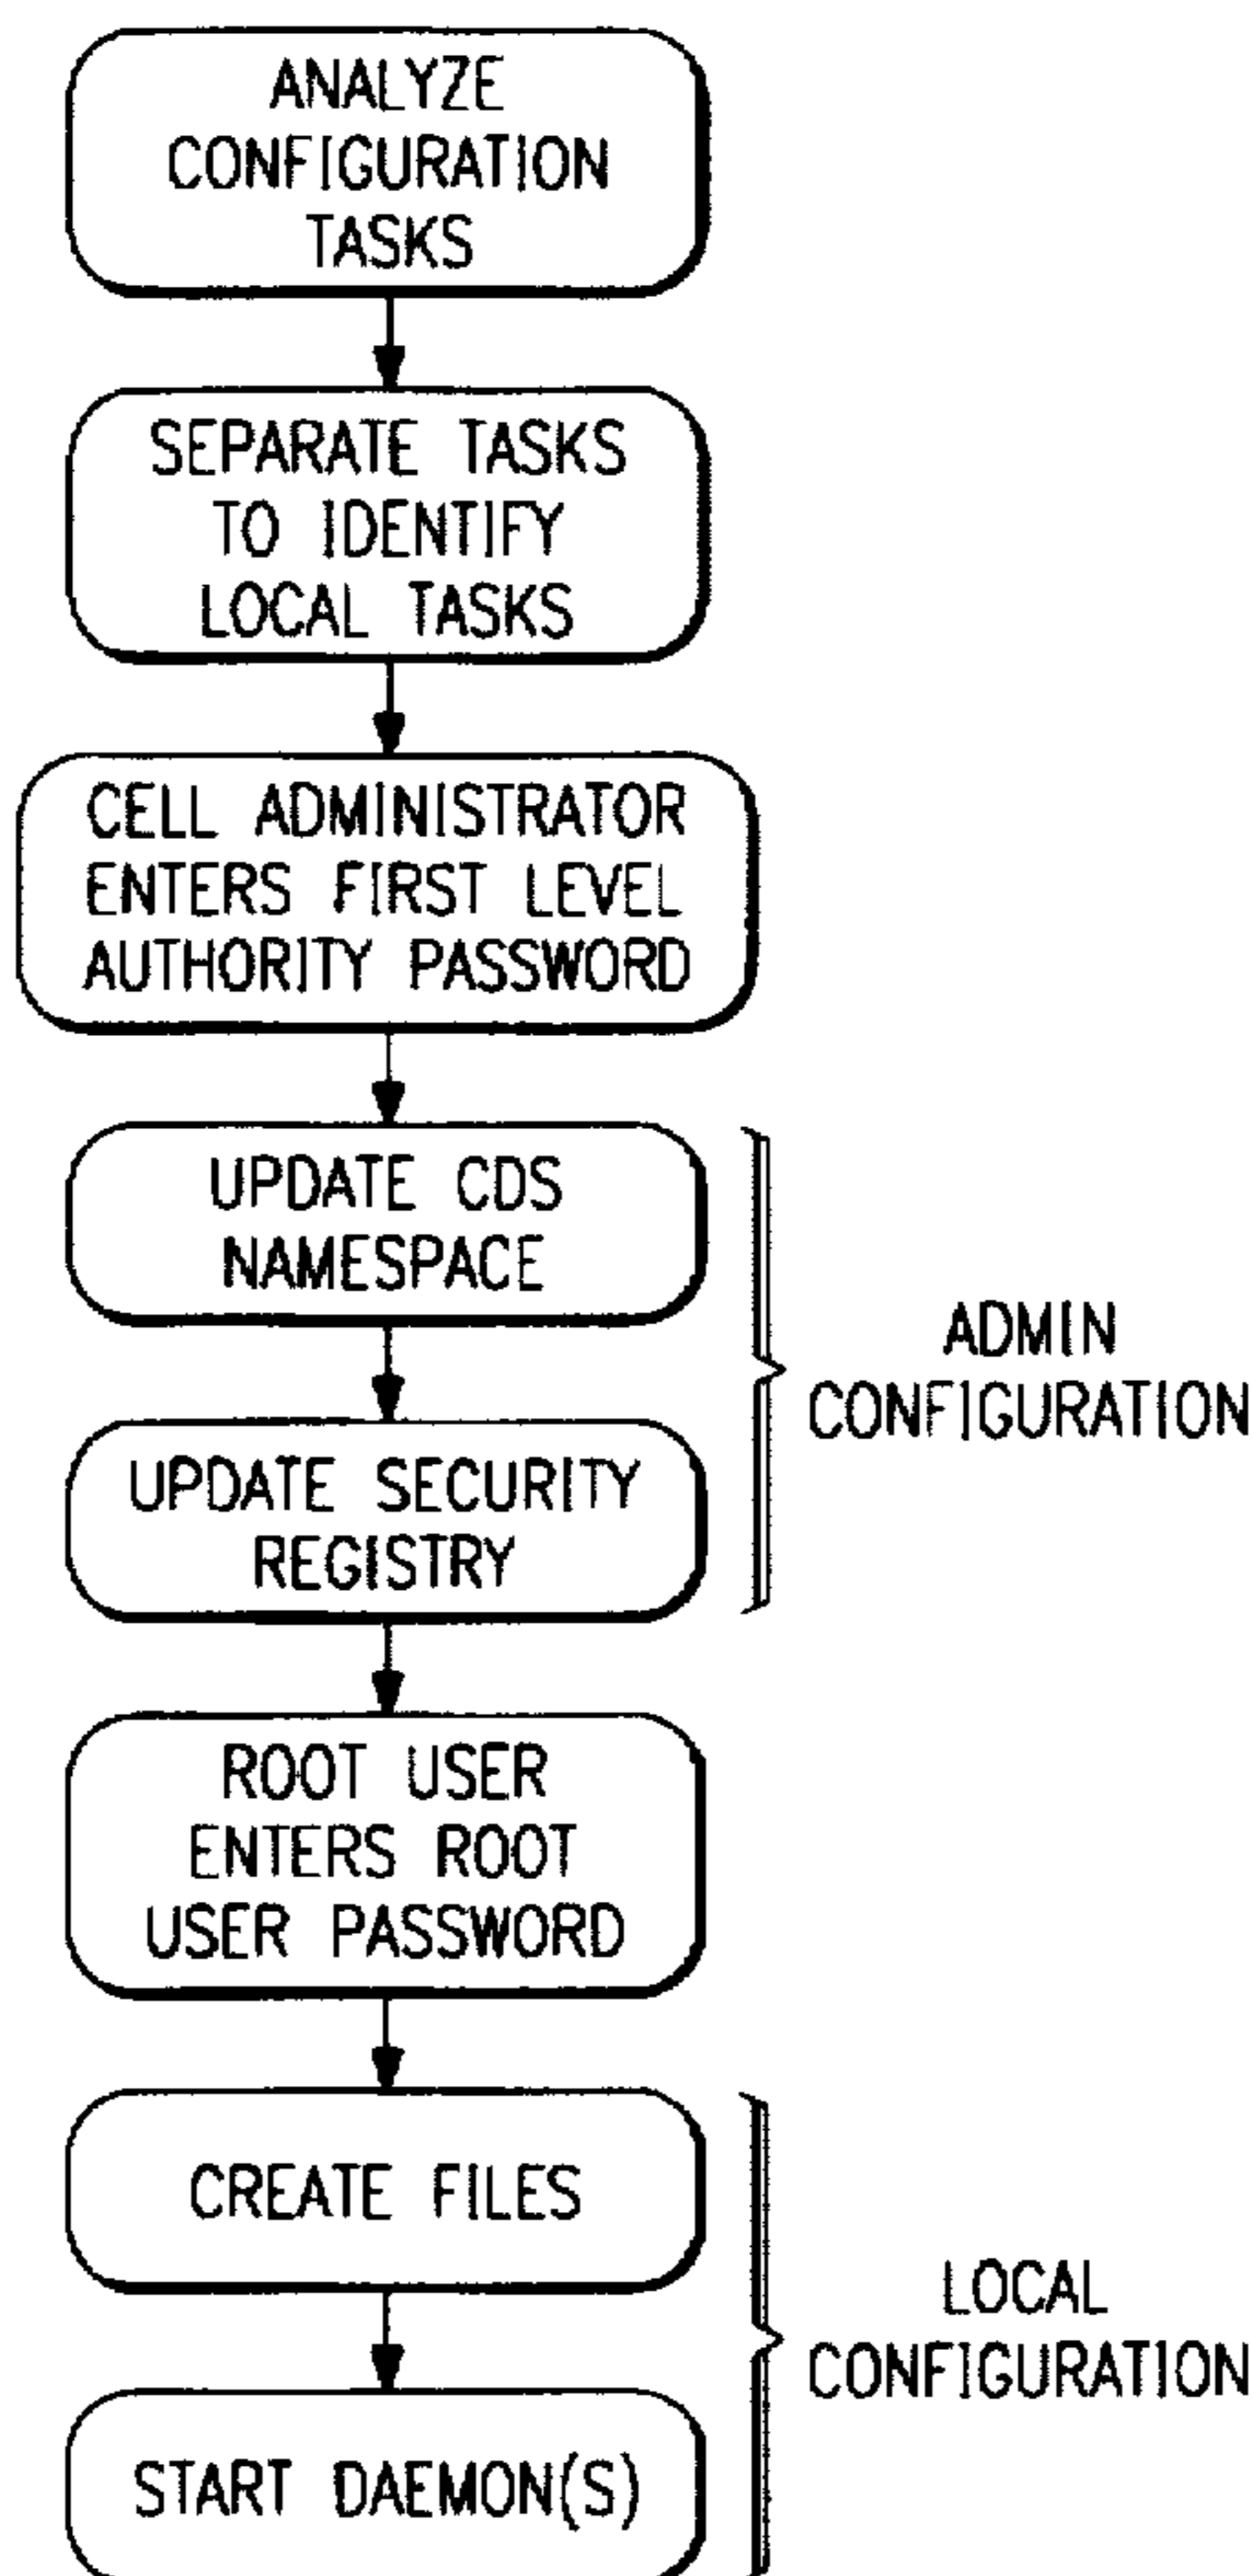 ANALYZE
CONFIGURATION
TASKS
SEPARATE TASKS
TO IDENTIFY
LOCAL TASKS
CELL ADMINISTRATOR
ENTERS FIRST LEVEL
AUTHORITY PASSWORD
UPDATE CDS
NAMESPACE
UPDATE SECURITY
REGISTRY
ADMIN
CONFIGURATION
ROOT USER
ENTERS ROOT
USER PASSWORD
CREATE FILES
START DAEMON(S)
LOCAL
CONFIGURATION